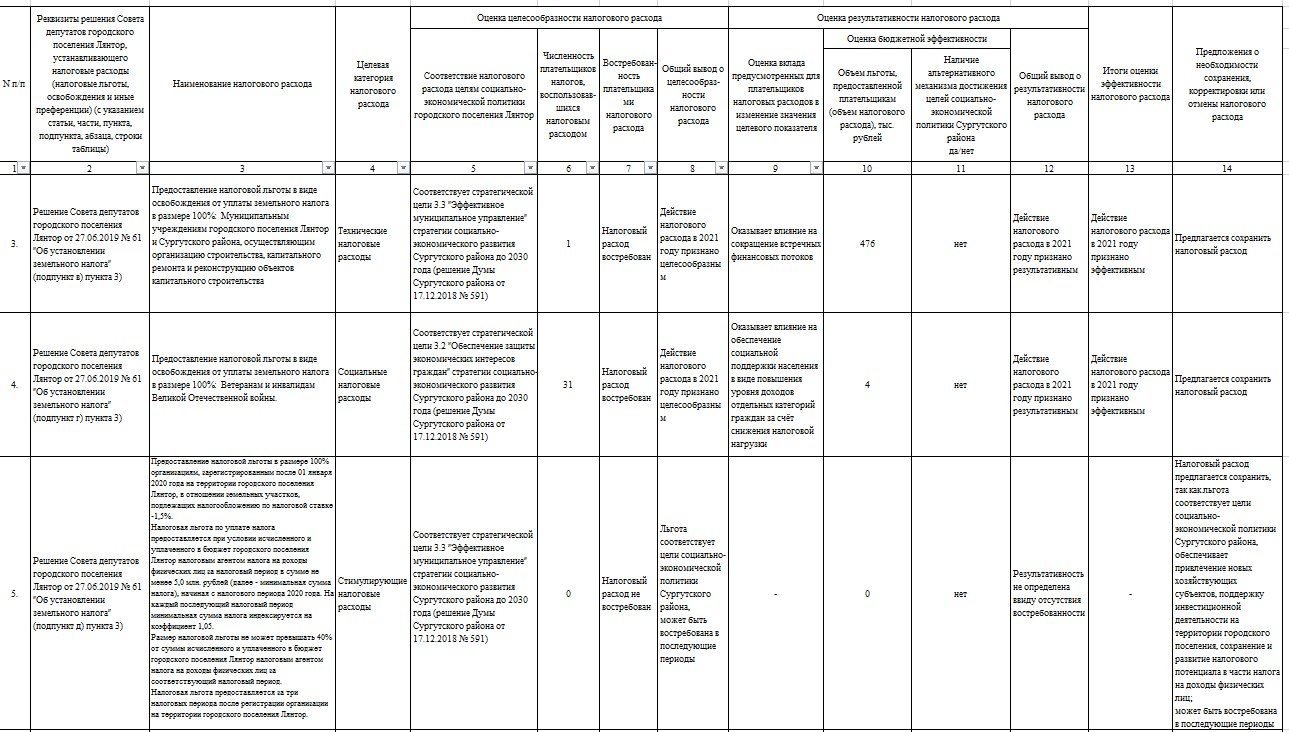 N п/п
Реквизиты решения Совета
депутатов городского
поселения Лянтор,
устанавливающего
налоговые расходы
(налоговые льготы,
освобождения и иные
преференции) (с указанием
статьи, части, пункта,
подпункта, абзаца, строки
таблицы)
Наименование налогового расхода
Целевая
категория
налогового
расхода
Оценка целесообразности налогового расхода
Соответствие налогового
расхода целям социально-
экономической политики
городского поселения Лянтор
Численность
плательщиков
налогов,
воспользовав-
шихся
налоговым
расходом
Востребован-
ность
плательщика
ми
налогового
расхода
Общий вывод о
целесообраз-
ности
налогового
расхода
Оценка результативности налогового расхода
Оценка вклада
предусмотренных для
плательщиков
налоговых расходов в
изменение значения
целевого показателя
Оценка бюджетной эффективности
Объем льготы,
предоставленной
плательщикам
(объем налогового
расхода), тыс.
рублей
Наличие
альтернативного
механизма достижения
целей социально-
экономической
политики Сургутского
района
да/нет
Общий вывод о
результативности
налогового
расхода
Итоги оценки
эффективности
налогового расхода
Предложения о
необходимости
сохранения,
корректировки или
отмены налогового
расхода
1
2
3
4
5
6
7
8
9
10
11
12
13
14
3.
Решение Совета депутатов
городского поселения
Лянтор от 27.06.2019 № 61
"Об установлении
земельного налога"
(подпункт в) пункта 3)
Предоставление налоговой льготы в виде
освобождения от уплаты земельного налога
в размере 100%: Муниципальным
учреждениям городского поселения Лянтор
и Сургутского района, осуществляющим
организацию строительства, капитального
ремонта и реконструкцию объектов
капитального строительства
Технические
налоговые
расходы
Соответствует стратегической
цели 3.3 "Эффективное
муниципальное управление"
стратегии социально-
экономического развития
Сургутского района до 2030
года (решение Думы
Сургутского района от
17.12.2018 № 591)
1
Налоговый
расход
востребован
Действие
налогового
расхода в 2021
году признано
целесообразны
м
Оказывает влияние на
сокращение встречных
финансовых потоков
476
нет
Действие
налогового
расхода в 2021
году признано
результативным
Действие
налогового расхода
в 2021 году
признано
эффективным
Предлагается сохранить
налоговый расход
4.
Решение Совета депутатов
городского поселения
Лянтор от 27.06.2019 № 61
"Об установлении
земельного налога"
(подпункт г) пункта 3)
Предоставление налоговой льготы в виде
освобождения от уплаты земельного налога
в размере 100%: Ветеранам и инвалидам
Великой Отечественной войны.
Социальные
налоговые
расходы
Соответствует стратегической
цели 3.2 "Обеспечение защиты
экономических интересов
граждан" стратегии социально-
экономического развития
Сургутского района до 2030
года (решение Думы
Сургутского района от
17.12.2018 № 591)
31
Налоговый
расход
востребован
Действие
налогового
расхода в 2021
году признано
целесообразны
м
Оказывает влияние на
обеспечение
социальной
поддержки населения
в виде повышения
уровня доходов
отдельных категорий
граждан за счёт
снижения налоговой
нагрузки
4
нет
Действие
налогового
расхода в 2021
году признано
результативным
Действие
налогового расхода
в 2021 году
признано
эффективным
Предлагается сохранить
налоговый расход
5.
Решение Совета депутатов
городского поселения
Лянтор от 27.06.2019 № 61
"Об установлении
земельного налога"
(подпункт д) пункта 3)
Предоставление налоговой льготы в размере 100%
организациям, зарегистрированным после 01 января
2020 года на территории городского поселения
Лянтор, в отношении земельных участков,
подлежащих налогообложению по налоговой ставке
-1,5%.
Налоговая льгота по уплате налога
предоставляется при условии исчисленного и
уплаченного в бюджет городского поселения
Лянтор налоговым агентом налога на доходы
физических лиц за налоговый период в сумме не
менее 5,0 млн. рублей (далее - минимальная сумма
налога), начиная с налогового периода 2020 года. На
каждый последующий налоговый период
минимальная сумма налога индексируется на
коэффициент 1,05.
Размер налоговой льготы не может превышать 40%
от суммы исчисленного и уплаченного в бюджет
городского поселения Лянтор налоговым агентом
налога на доходы физических лиц за
соответствующий налоговый период.
Налоговая льгота предоставляется за три
налоговых периода после регистрации организации
на территории городского поселения Лянтор.
Стимулирующие
налоговые
расходы
Соответствует стратегической
цели 3.3 "Эффективное
муниципальное управление"
стратегии социально-
экономического развития
Сургутского района до 2030
года (решение Думы
Сургутского района от
17.12.2018 № 591)
0
Налоговый
расход не
востребован
Льгота
соответствует
цели социально-
экономической
политики
Сургутского
района,
может быть
востребована в
последующие
периоды
-
0
нет
Результативность
не определена
ввиду отсутствия
востребованности
-
Налоговый расход
предлагается сохранить,
так как льгота
соответствует цели
социально-
экономической политики
Сургутского района,
обеспечивает
привлечение новых
хозяйствующих
субъектов, поддержку
инвестиционной
деятельности на
территории городского
поселения, сохранение и
развитие налогового
потенциала в части налога
на доходы физических
лиц;
может быть востребована
в последующие периоды